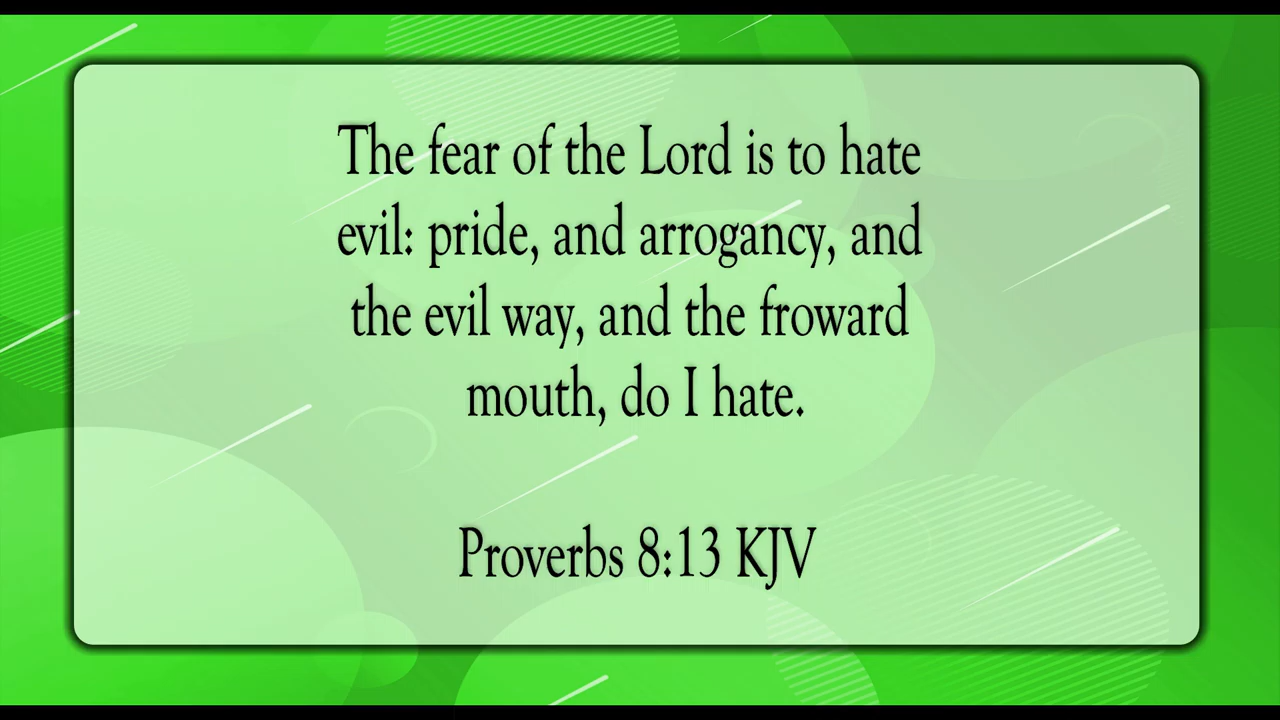 The fear of the Lord is to hate
evil: pride, and arrogancy, and
the evil way, and the froward
mouth, do I hate.
Proverbs 8:13 KJV